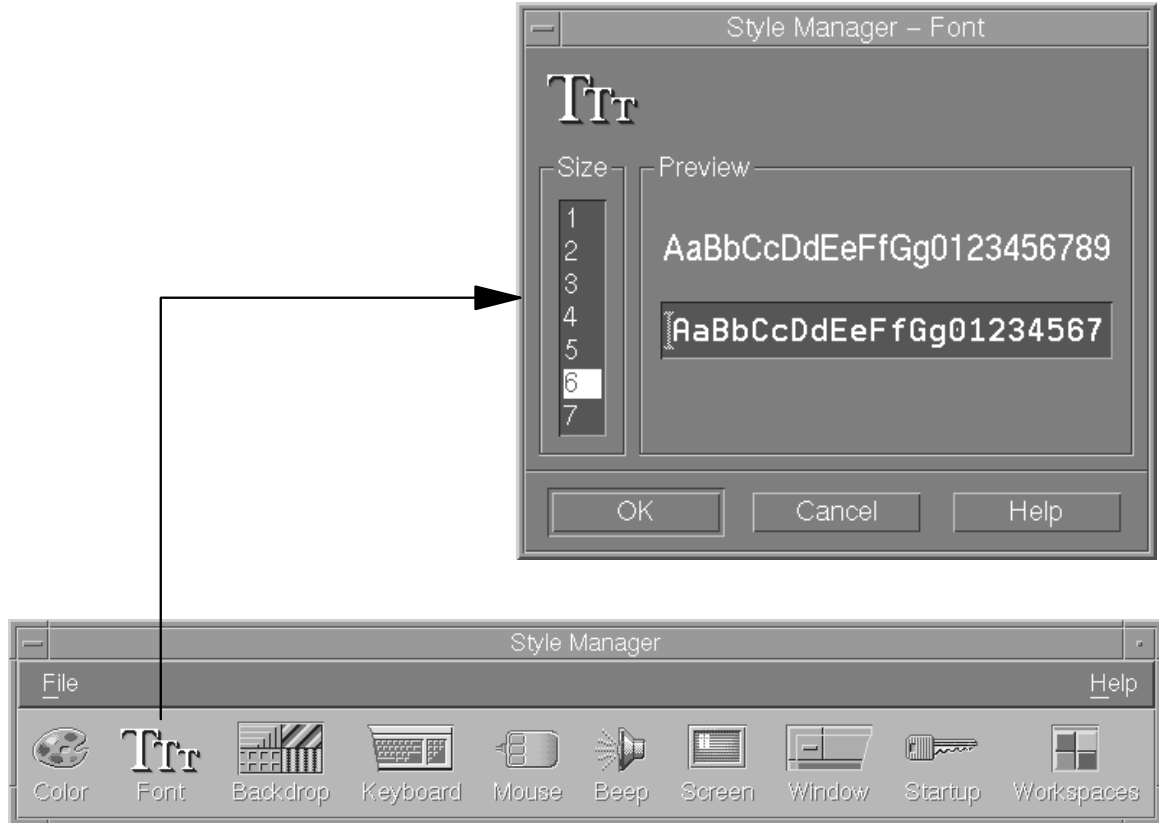 Style Manager – Font
TTT
Size
Preview
1
2
3
4
5
6
7
AaBbCcDdEeFfGg0123456789
AaBbCcDdEeFfGg01234567
OK Cancel Help
Style Manager
File Help
TTT
Color Font Backdrop Keyboard Mouse Beep Screen Window Startup Workspaces